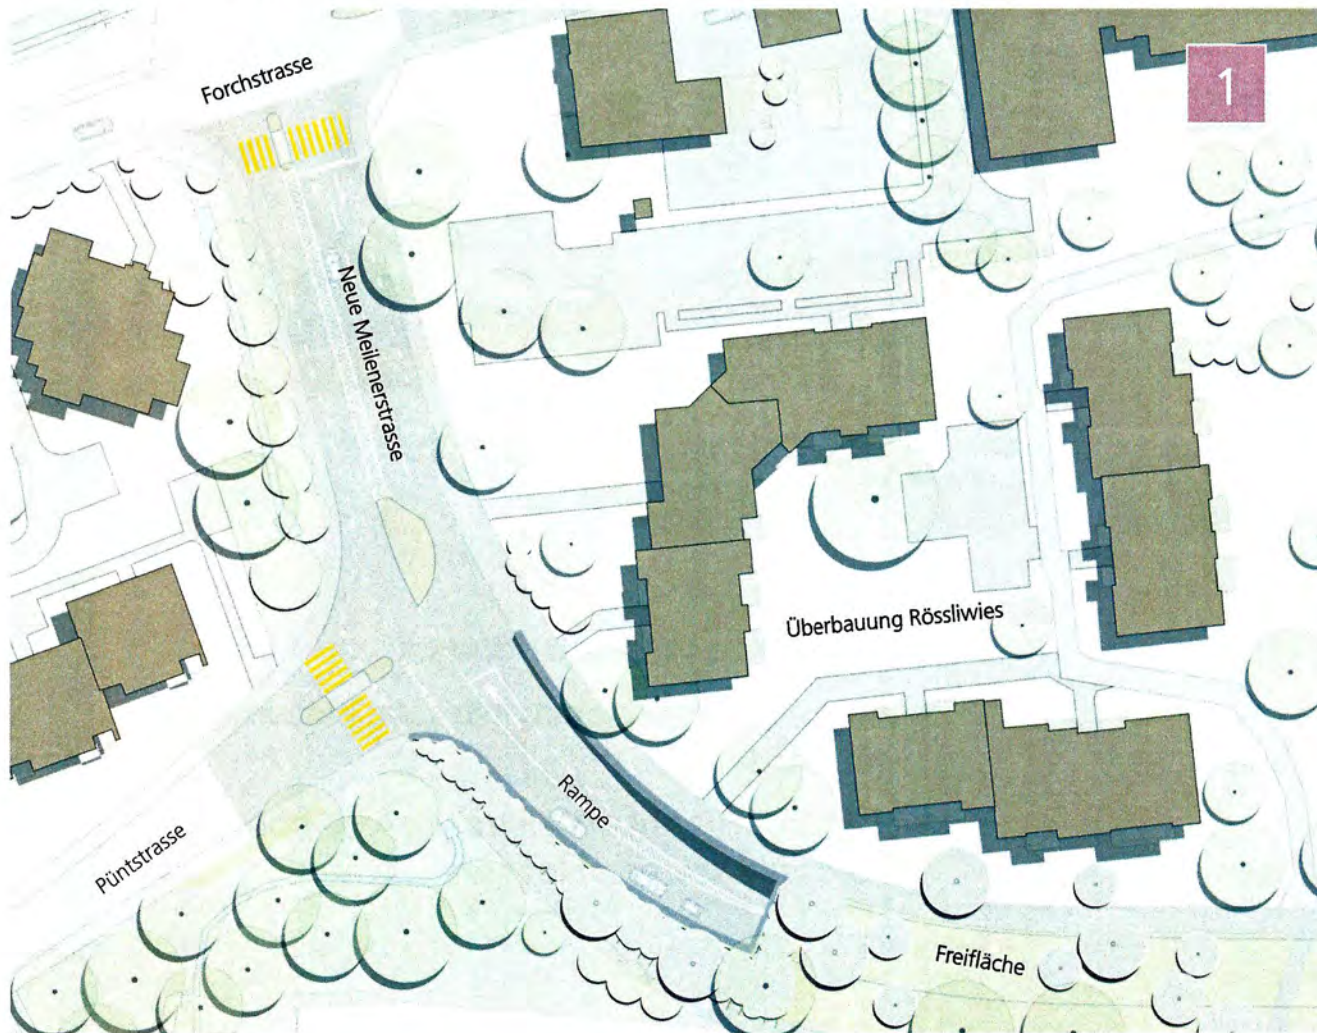 Forchstrasse
1
Neue Meilenerstrasse
Überbauung Rössliwies
Rampe
Püntstrasse
Freifläche